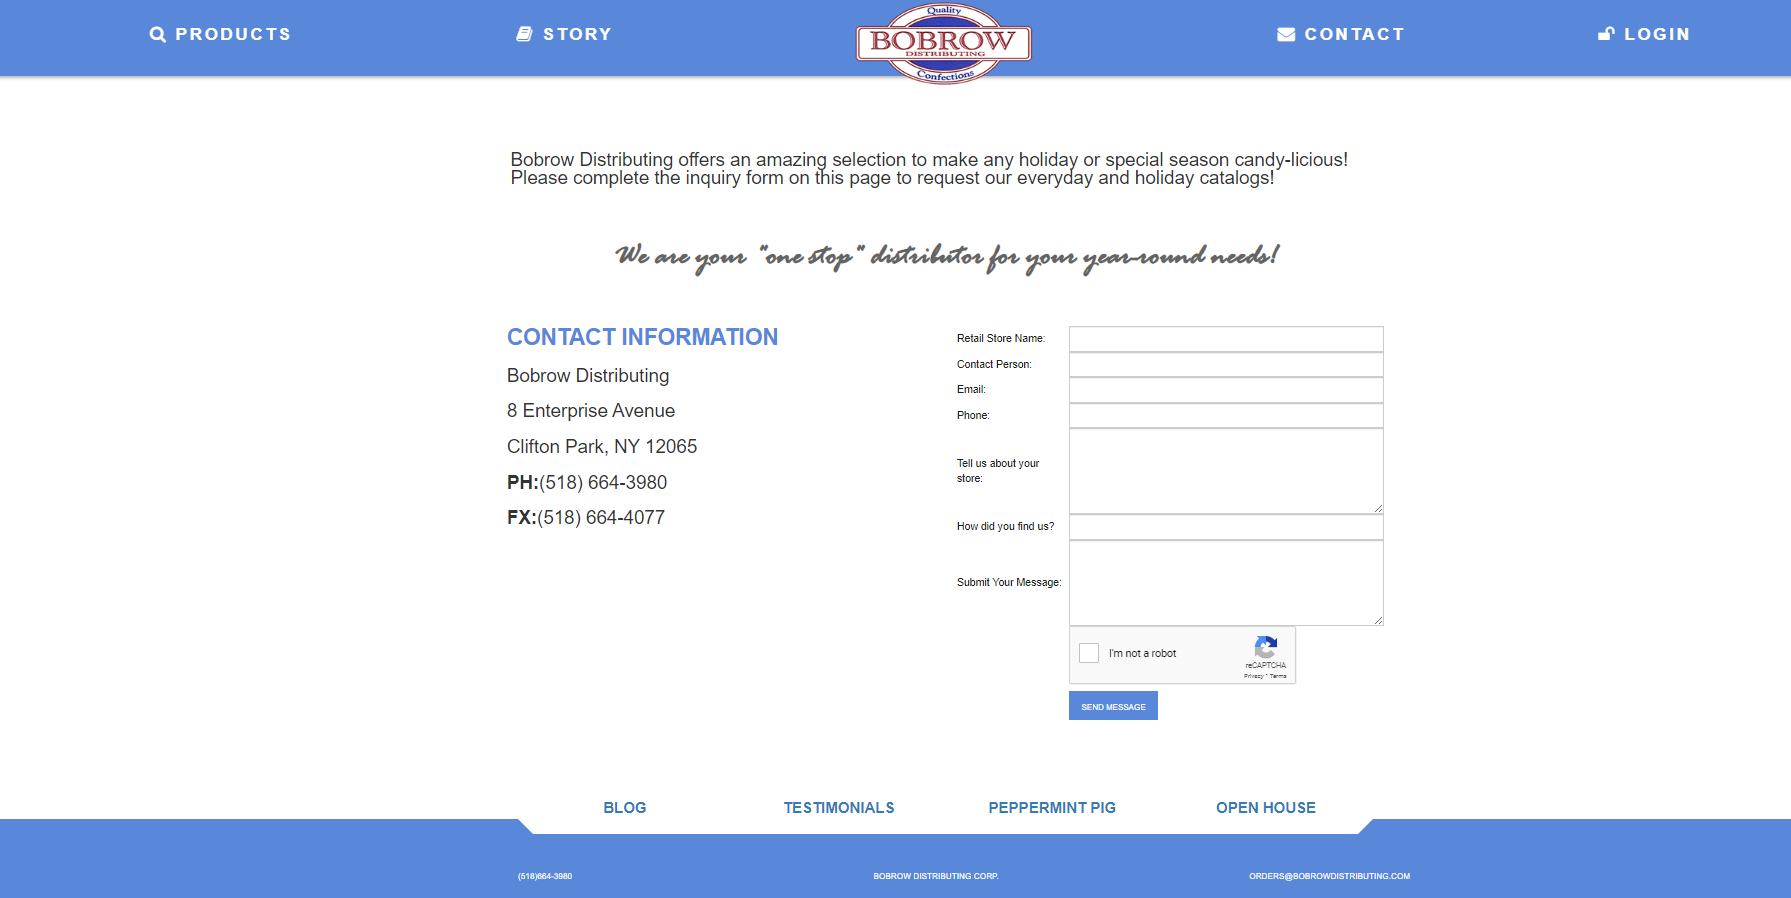 PRODUCTS
STORY
Quality
BOBROW
DISTRIBUTING
Confections
CONTACT
LOGIN
Bobrow Distributing offers an amazing selection to make any holiday or special season candy-licious!
Please complete the inquiry form on this page to request our everyday and holiday catalogs!
We are your "one stop" distributor for your year-round needs!
CONTACT INFORMATION
Bobrow Distributing
8 Enterprise Avenue
Clifton Park, NY 12065
PH:(518) 664-3980
FX:(518) 664-4077
Retail Store Name:
Contact Person:
Email:
Phone:
Tell us about your
store:
How did you find us?
Submit Your Message:
I'm not a robot
reCAPTCHA
Privacy - Terms
SEND MESSAGE
BLOG
TESTIMONIALS
PEPPERMINT PIG
OPEN HOUSE
(518)664-3980
BOBROW DISTRIBUTING CORP.
ORDERS@BOBROWDISTRIBUTING.COM